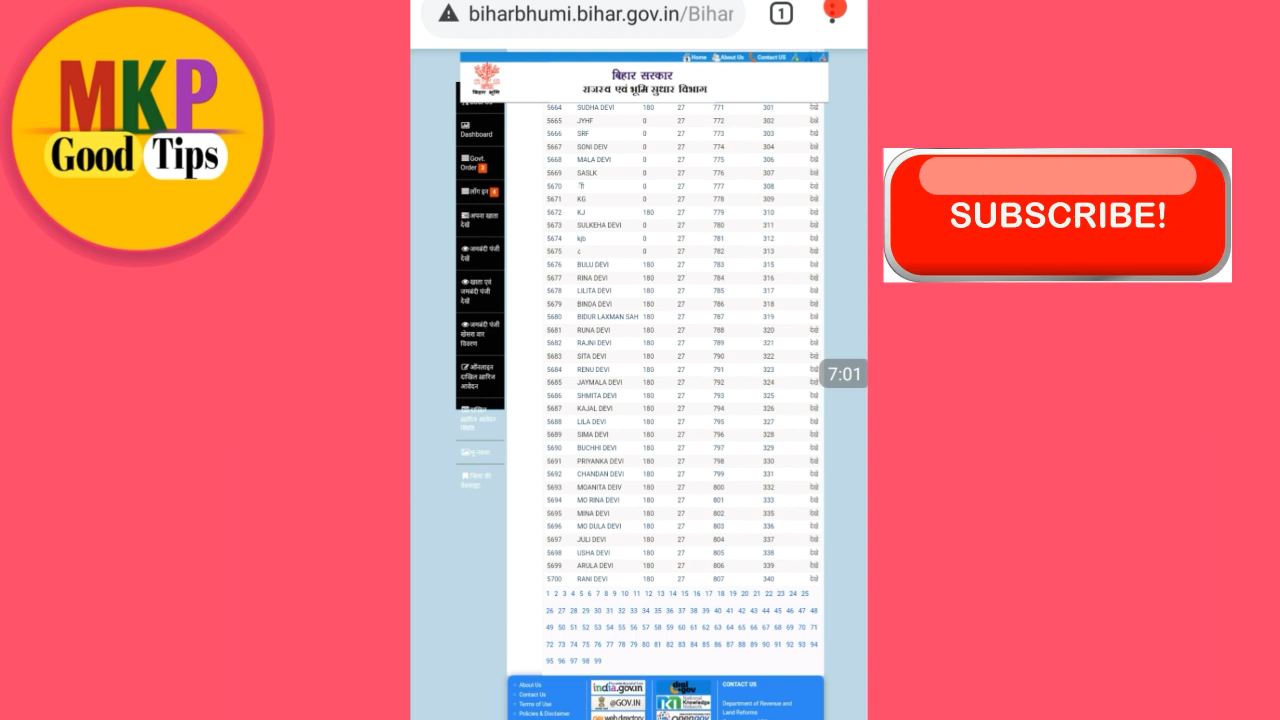 MKP
Good Tips
SUBSCRIBE!
biharbhumi.bihar.gov.in/Bihar
1
Home About Us Contact US
बिहार सरकार
राजस्व एवं भूमि सुधार विभाग
बिहार भूमि
Dashboard
Govt.
Order
लॉग इन
अपना खाता
देखें
जमाबंदी पंजी
देखें
खाता एवं
जमाबंदी पंजी
देखें
जमाबंदी पंजी
खेसरा वार
विवरण
ऑनलाइन
दाखिल ख़ारिज
आवेदन
5664 SUDHA DEVI 180 27 771 301 देखें
5665 JYHF 0 27 772 302 देखें
5666 SRF 0 27 773 303 देखें
5667 SONI DEIV 0 27 774 304 देखें
5668 MALA DEVI 0 27 775 306 देखें
5669 SASLK 0 27 776 307 देखें
5670 ी 0 27 777 308 देखें
5671 KG 0 27 778 309 देखें
5672 KJ 180 27 779 310 देखें
5673 SULKEHA DEVI 0 27 780 311 देखें
5674 kjb 0 27 781 312 देखें
5675 c 0 27 782 313 देखें
5676 BULU DEVI 180 27 783 315 देखें
5677 RINA DEVI 180 27 784 316 देखें
5678 LILITA DEVI 180 27 785 317 देखें
5679 BINDA DEVI 180 27 786 318 देखें
5680 BIDUR LAXMAN SAH 180 27 787 319 देखें
5681 RUNA DEVI 180 27 788 320 देखें
5682 RAJNI DEVI 180 27 789 321 देखें
5683 SITA DEVI 180 27 790 322 देखें
5684 RENU DEVI 180 27 791 323 देखें
7:01
5685 JAYMALA DEVI 180 27 792 324 देखें
5686 SHMITA DEVI 180 27 793 325 देखें
5687 KAJAL DEVI 180 27 794 326 देखें
5688 LILA DEVI 180 27 795 327 देखें
5689 SIMA DEVI 180 27 796 328 देखें
5690 BUCHHI DEVI 180 27 797 329 देखें
5691 PRIYANKA DEVI 180 27 798 330 देखें
5692 CHANDAN DEVI 180 27 799 331 देखें
5693 MOANITA DEIV 180 27 800 332 देखें
5694 MO RINA DEVI 180 27 801 333 देखें
5695 MINA DEVI 180 27 802 335 देखें
5696 MO DULA DEVI 180 27 803 336 देखें
5697 JULI DEVI 180 27 804 337 देखें
5698 USHA DEVI 180 27 805 338 देखें
5699 ARULA DEVI 180 27 806 339 देखें
5700 RANI DEVI 180 27 807 340 देखें
1 2 3 4 5 6 7 8 9 10 11 12 13 14 15 16 17 18 19 20 21 22 23 24 25
26 27 28 29 30 31 32 33 34 35 36 37 38 39 40 41 42 43 44 45 46 47 48
49 50 51 52 53 54 55 56 57 58 59 60 61 62 63 64 65 66 67 68 69 70 71
72 73 74 75 76 77 78 79 80 81 82 83 84 85 86 87 88 89 90 91 92 93 94
95 96 97 98 99
About Us
Contact Us
Terms of Use
Policies & Disclaimer
india.gov.in
@GOV.IN
web directory
National
Knowledge
CONTACT US
Department of Revenue and
Land Reforms